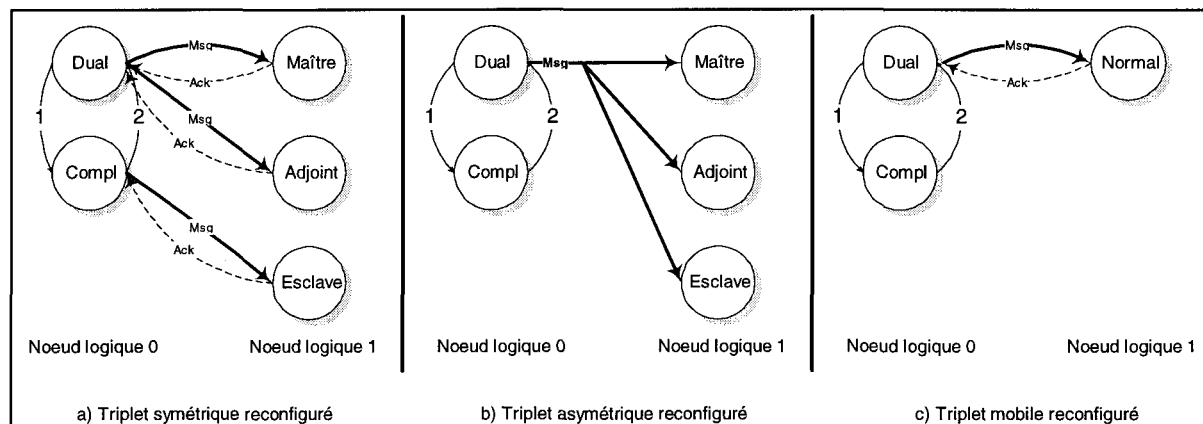 Dual
Msg
Maître
Ack
1
2
Msg
Ack
Compl
Adjoint
Msg
Ack
Esclave
Noeud logique 0
Noeud logique 1
a) Triplet symétrique reconfiguré
Dual
Msg
Maître
1
2
Compl
Adjoint
Esclave
Noeud logique 0
Noeud logique 1
b) Triplet asymétrique reconfiguré
Dual
Msg
Normal
Ack
1
2
Compl
Noeud logique 0
Noeud logique 1
c) Triplet mobile reconfiguré